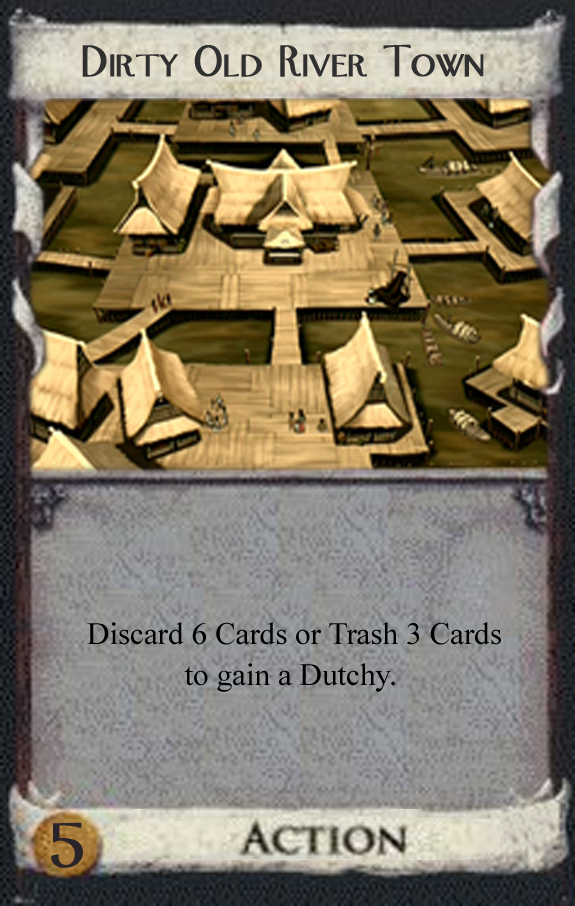 Dirty Old River Town
Discard 6 Cards or Trash 3 Cards
to gain a Dutchy.
5
Action